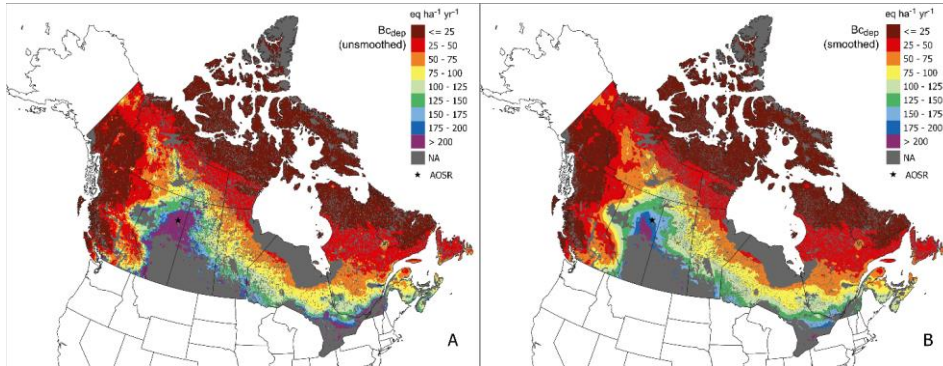 eq ha⁻¹ yr⁻¹
Bcdep
(unsmoothed)
<= 25
25 - 50
50 - 75
75 - 100
100 - 125
125 - 150
150 - 175
175 - 200
> 200
NA
AOSR
A
eq ha⁻¹ yr⁻¹
Bcdep
(smoothed)
<= 25
25 - 50
50 - 75
75 - 100
100 - 125
125 - 150
150 - 175
175 - 200
> 200
NA
AOSR
B